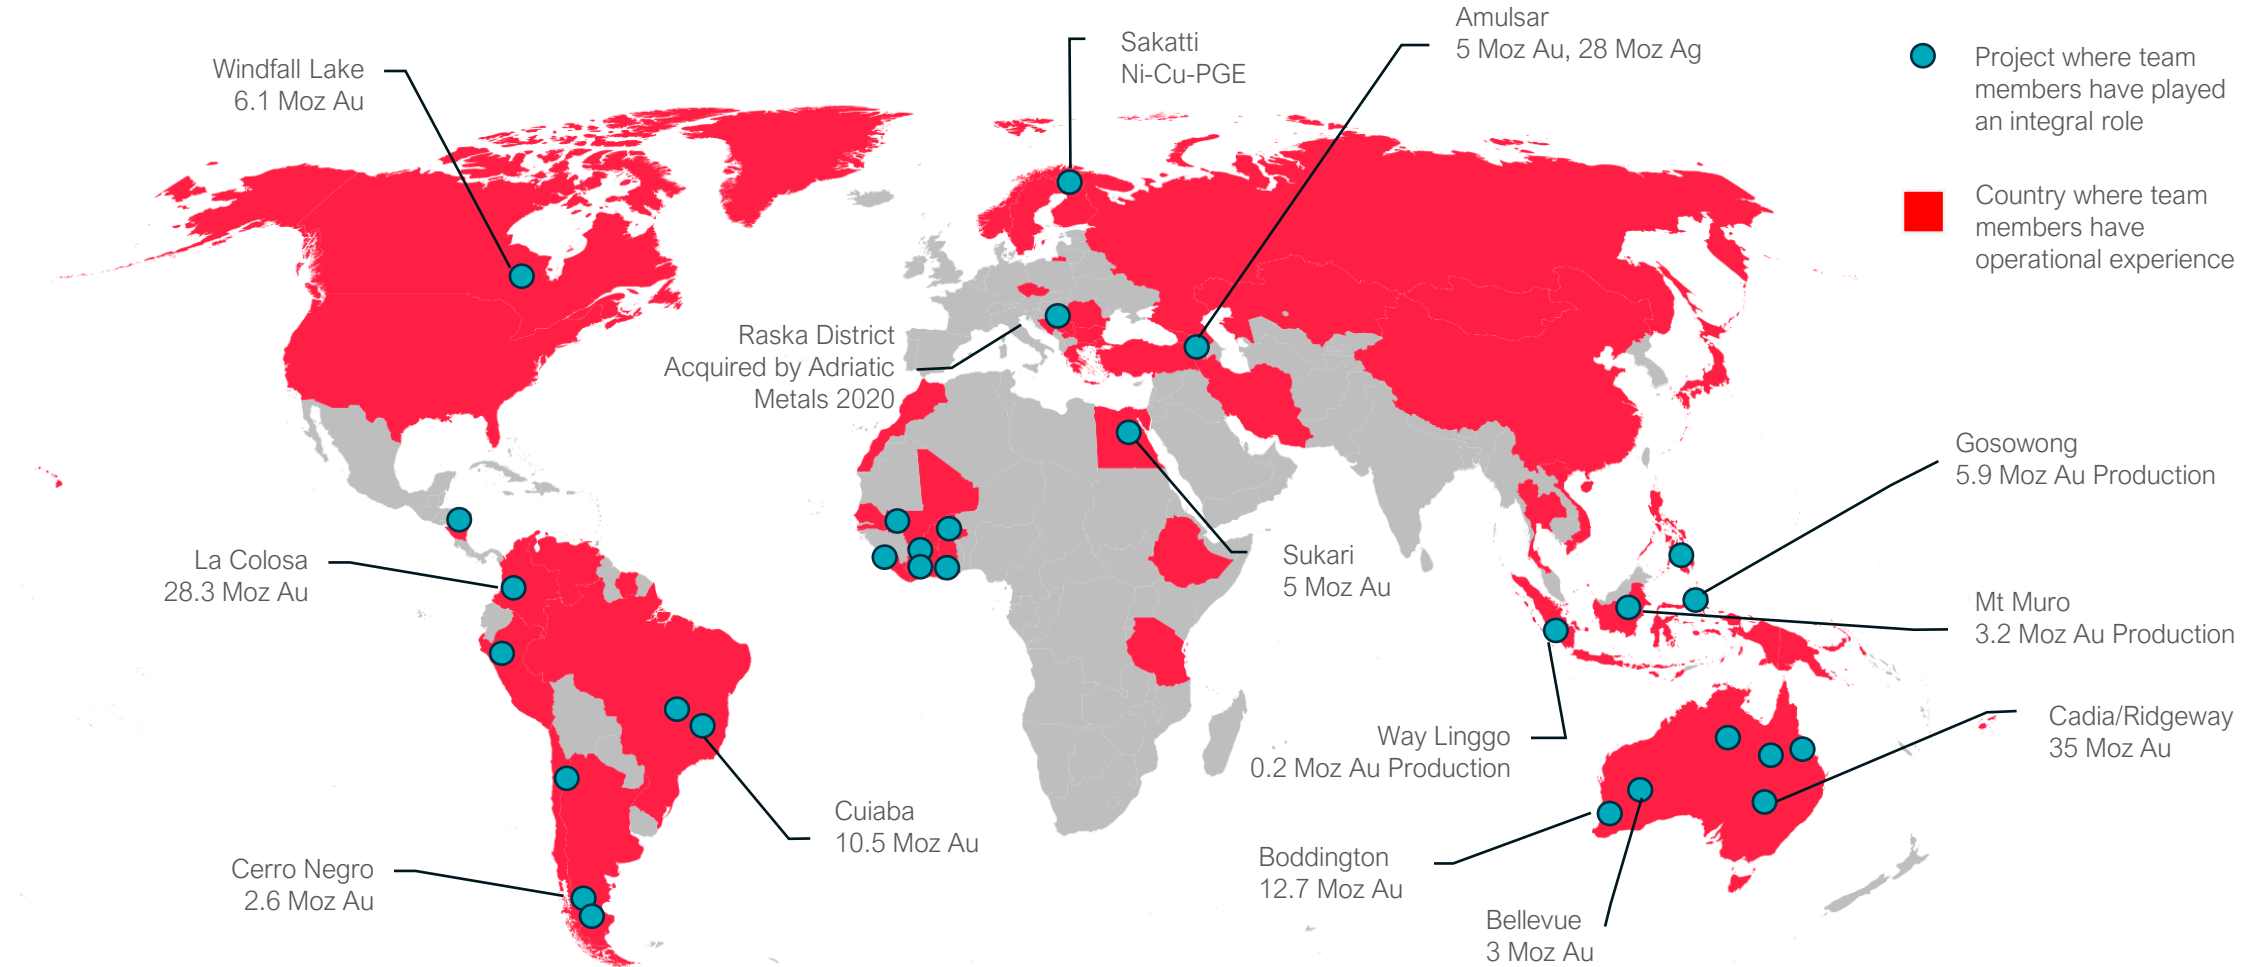 Windfall Lake
6.1 Moz Au
Sakatti
Ni-Cu-PGE
Amulsar
5 Moz Au, 28 Moz Ag
Project where team
members have played
an integral role
Country where team
members have
operational experience
Raska District
Acquired by Adriatic
Metals 2020
Gosowong
5.9 Moz Au Production
La Colosa
28.3 Moz Au
Sukari
5 Moz Au
Mt Muro
3.2 Moz Au Production
Way Linggo
0.2 Moz Au Production
Cadia/Ridgeway
35 Moz Au
Cuiaba
10.5 Moz Au
Cerro Negro
2.6 Moz Au
Boddington
12.7 Moz Au
Bellevue
3 Moz Au